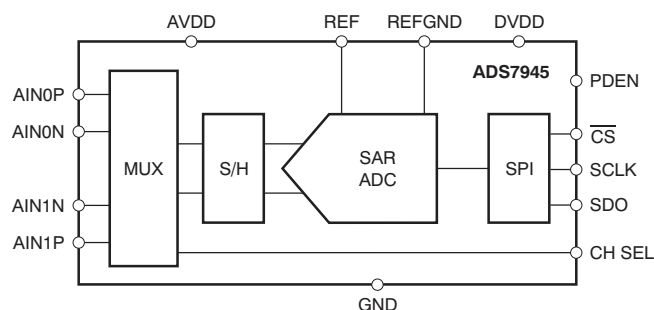 AVDD
REF
REFGND
DVDD
ADS7945
PDEN
AIN0P
AIN0N
MUX
S/H
SAR
ADC
SPI
CS
SCLK
SDO
AIN1N
AIN1P
CH SEL
GND